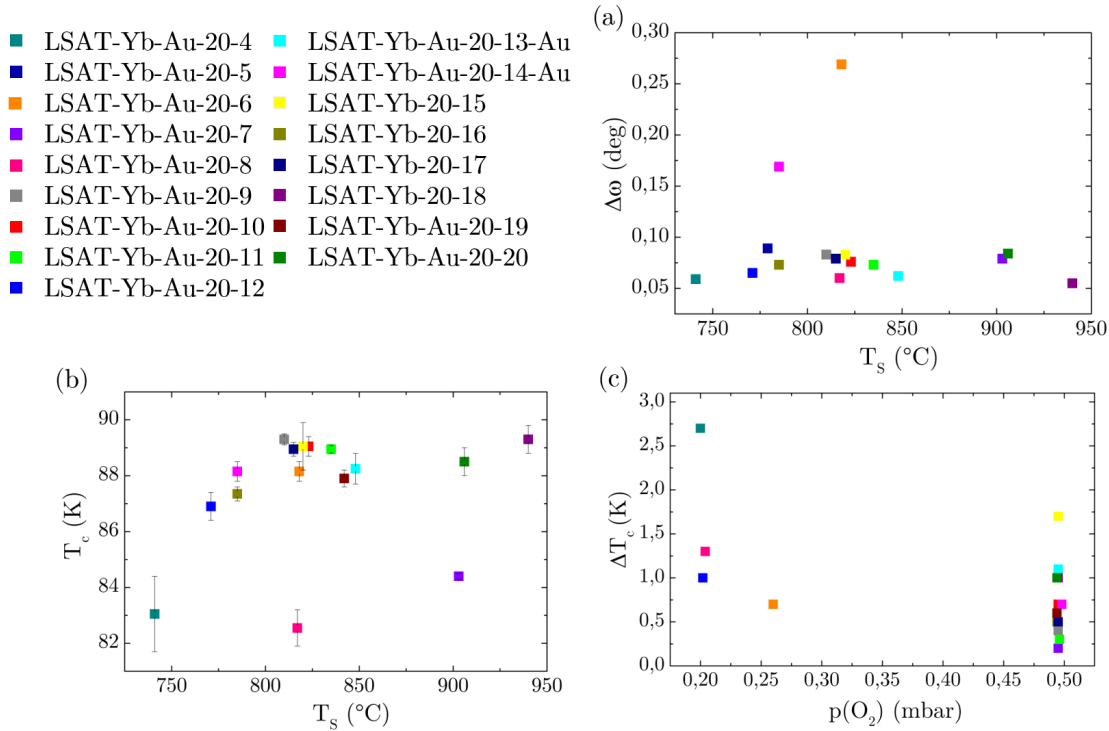 LSAT-Yb-Au-20-4
LSAT-Yb-Au-20-5
LSAT-Yb-Au-20-6
LSAT-Yb-Au-20-7
LSAT-Yb-Au-20-8
LSAT-Yb-Au-20-9
LSAT-Yb-Au-20-10
LSAT-Yb-Au-20-11
LSAT-Yb-Au-20-12
LSAT-Yb-Au-20-13-Au
LSAT-Yb-Au-20-14-Au
LSAT-Yb-20-15
LSAT-Yb-20-16
LSAT-Yb-20-17
LSAT-Yb-20-18
LSAT-Yb-Au-20-19
LSAT-Yb-Au-20-20
(a)
0,30
0,25
0,20
0,15
0,10
0,05
Δω (deg)
750 800 850 900 950
T_S (°C)
(b)
90
88
86
84
82
T_c (K)
750 800 850 900 950
T_S (°C)
(c)
3,0
2,5
2,0
1,5
1,0
0,5
0,0
ΔT_c (K)
0,20 0,25 0,30 0,35 0,40 0,45 0,50
p(O₂) (mbar)